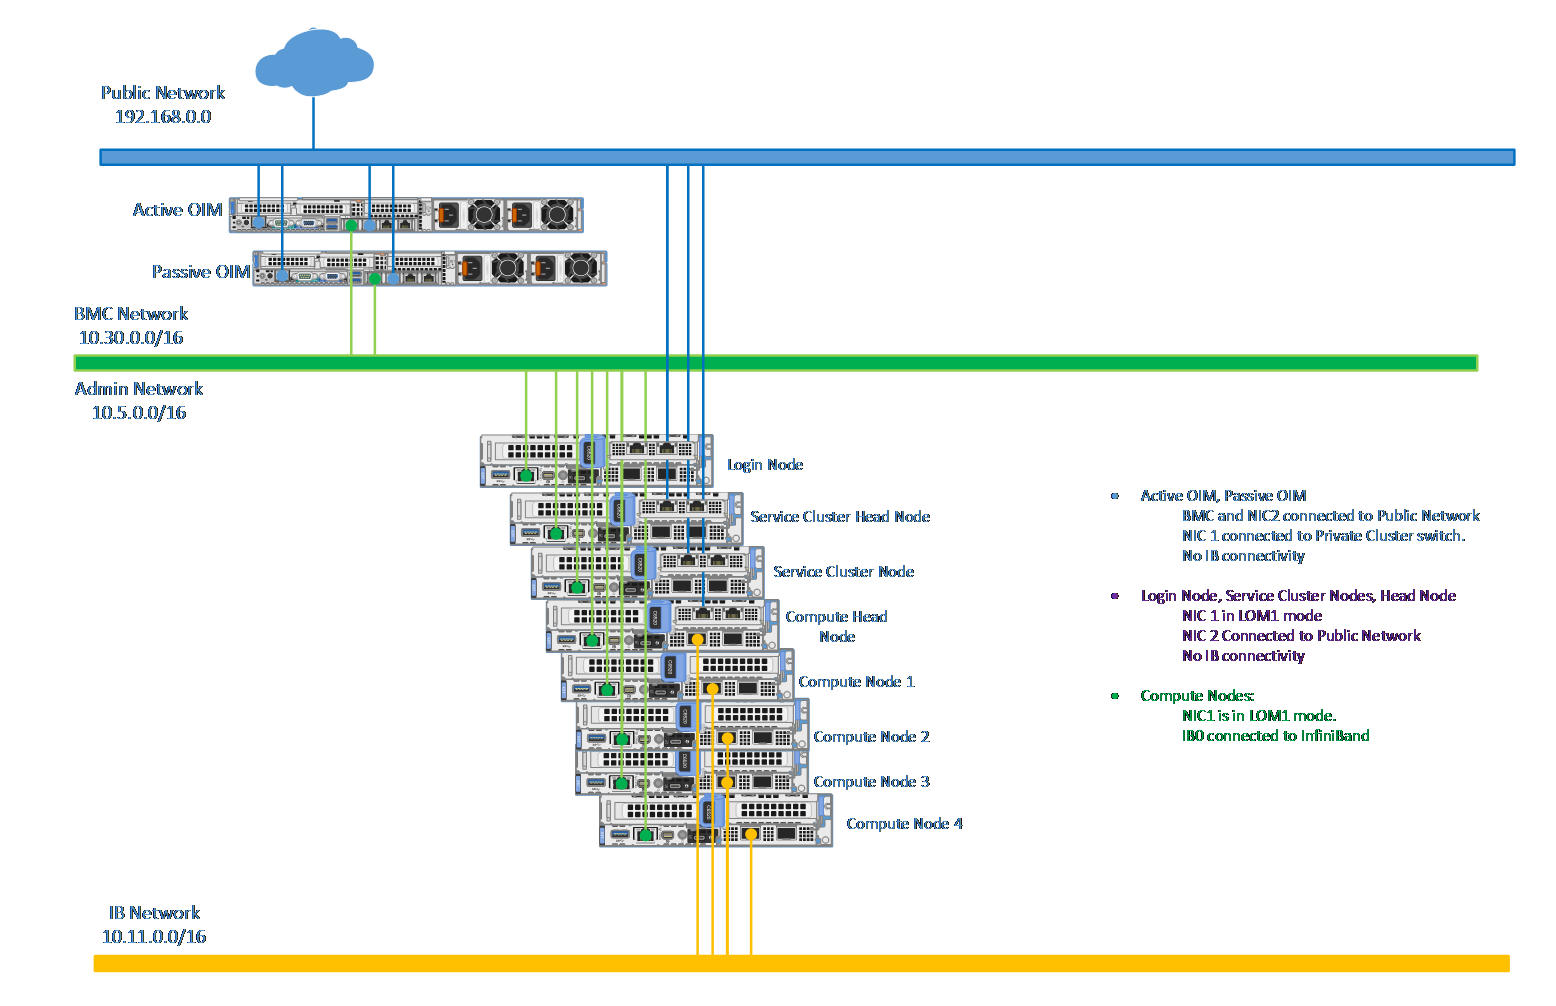 Public Network
192.168.0.0
Active OIM
Passive OIM
BMC Network
10.30.0.0/16
Admin Network
10.5.0.0/16
Login Node
Service Cluster Head Node
Service Cluster Node
Compute Head
Node
Compute Node 1
Compute Node 2
Compute Node 3
Compute Node 4
• Active OIM, Passive OIM
BMC and NIC2 connected to Public Network
NIC 1 connected to Private Cluster switch.
No IB connectivity
• Login Node, Service Cluster Nodes, Head Node
NIC 1 in LOM1 mode
NIC 2 Connected to Public Network
No IB connectivity
• Compute Nodes:
NIC1 is in LOM1 mode.
IB0 connected to InfiniBand
IB Network
10.11.0.0/16